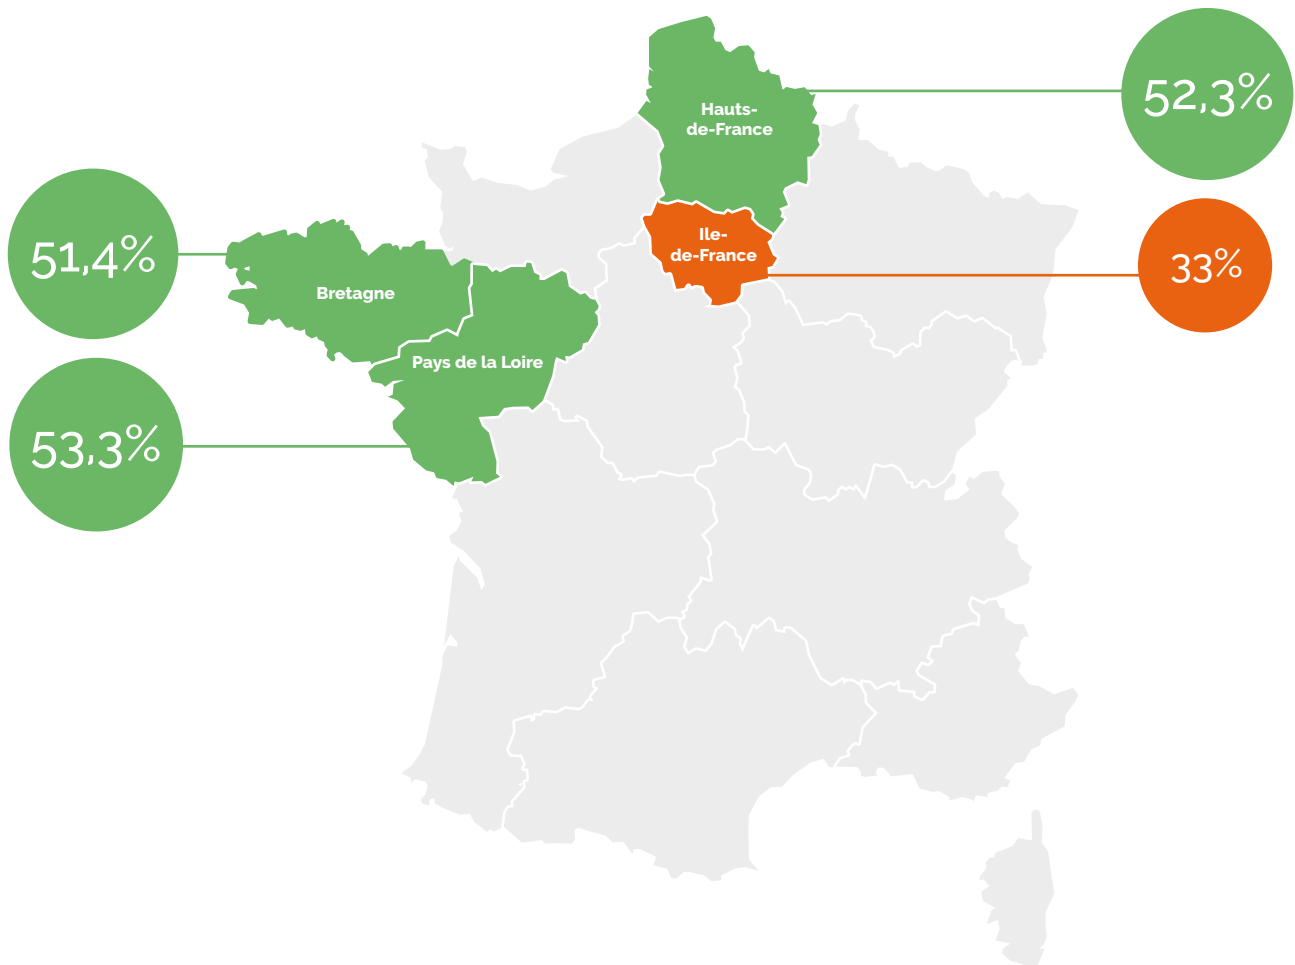 52,3%
Hauts-
de-France
51,4%
Ile-
de-France
33%
Bretagne
Pays de la Loire
53,3%